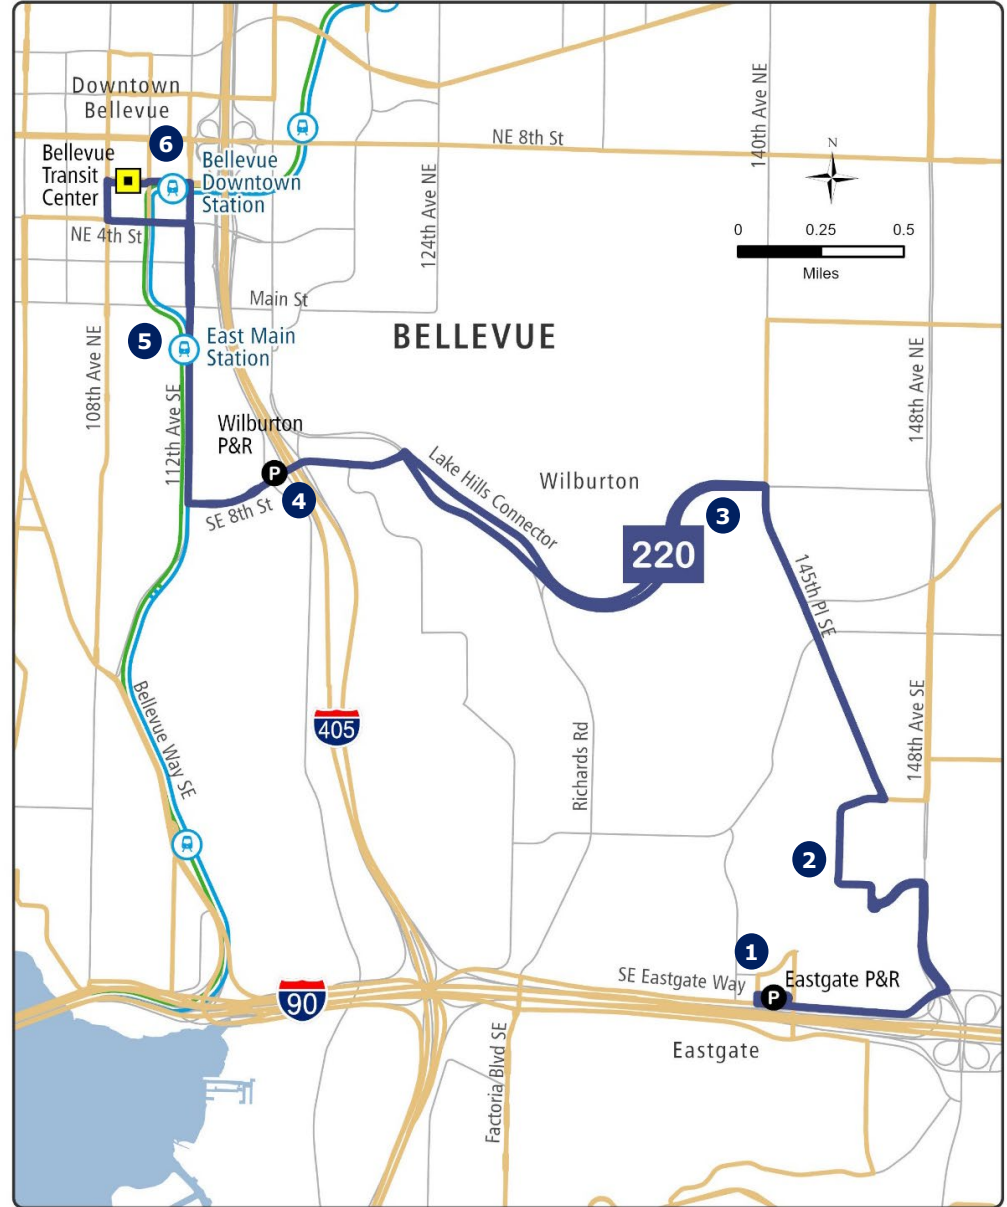 Downtown
Bellevue
6
Bellevue
Transit
Center
Bellevue
Downtown
Station
NE 8th St
140th Ave NE
N
0 0.25 0.5
Miles
NE 4th St
124th Ave NE
Main St
5
East Main
Station
BELLEVUE
108th Ave NE
112th Ave SE
148th Ave NE
Wilburton
P&R
P
4
SE 8th St
Lake Hills Connector
Wilburton
3
220
145th Pl SE
Bellevue Way SE
405
Richards Rd
148th Ave SE
2
1
SE Eastgate Way
Eastgate P&R
P
90
Eastgate
Factoria Blvd SE